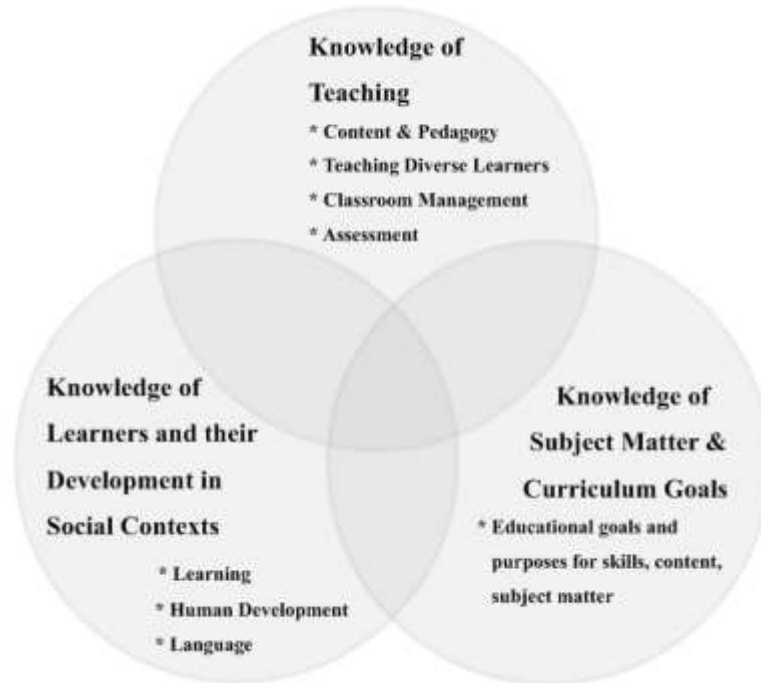 Knowledge of
Teaching
* Content & Pedagogy
* Teaching Diverse Learners
* Classroom Management
* Assessment
Knowledge of
Learners and their
Development in
Social Contexts
* Learning
* Human Development
* Language
Knowledge of
Subject Matter &
Curriculum Goals
* Educational goals and
purposes for skills, content,
subject matter